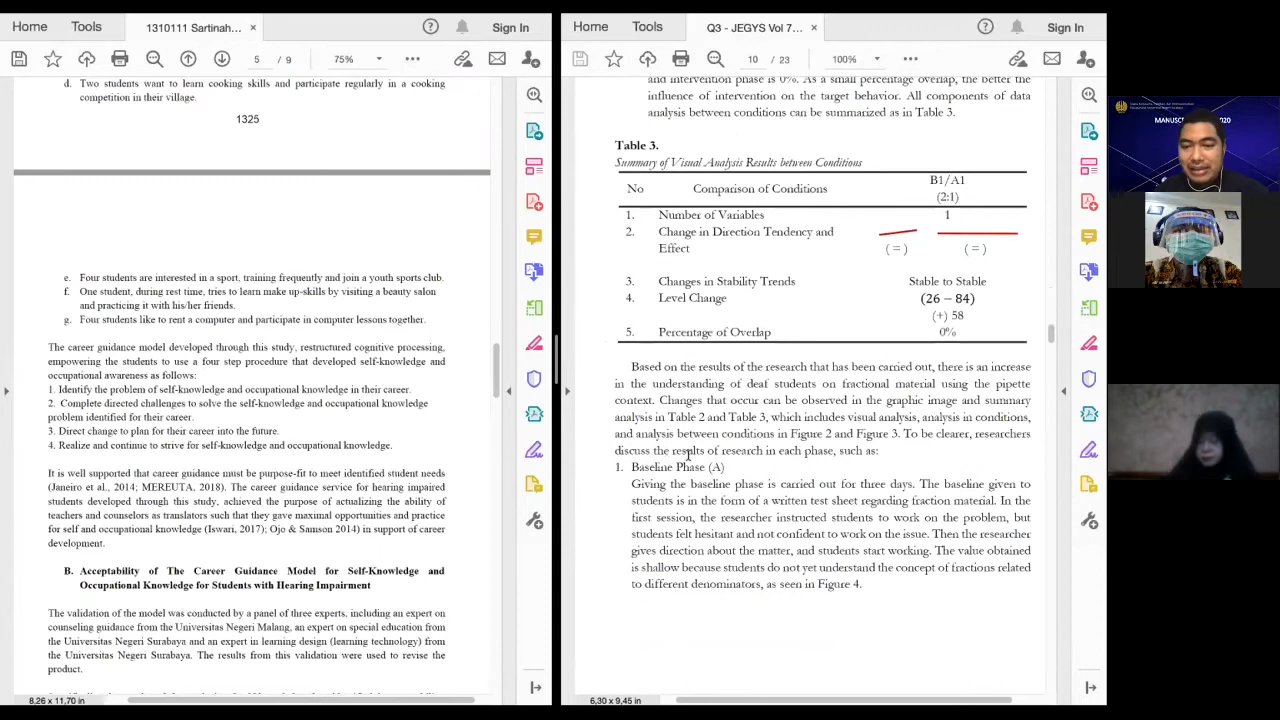 Home
Tools
1310111 Sartinah...
×
Sign In
5 / 9
75%
d. Two students want to learn cooking skills and participate regularly in a cooking
competition in their village.
1325
e. Four students are interested in a sport, training frequently and join a youth sports club.
f. One student, during rest time, tries to learn make up-skills by visiting a beauty salon
and practicing it with his/her friends.
g. Four students like to rent a computer and participate in computer lessons together.
The career guidance model developed through this study, restructured cognitive processing,
empowering the students to use a four step procedure that developed self-knowledge and
occupational awareness as follows:
1. Identify the problem of self-knowledge and occupational knowledge in their career.
2. Complete directed challenges to solve the self-knowledge and occupational knowledge
problem identified for their career.
3. Direct change to plan for their career into the future.
4. Realize and continue to strive for self-knowledge and occupational knowledge.
It is well supported that career guidance must be purpose-fit to meet identified student needs
(Janeiro et al., 2014; MEREUTA, 2018). The career guidance service for hearing impaired
students developed through this study, achieved the purpose of actualizing the ability of
teachers and counselors as translators such that they gave maximal opportunities and practice
for self and occupational knowledge (Iswari, 2017; Ojo & Samson 2014) in support of career
development.
B. Acceptability of The Career Guidance Model for Self-Knowledge and
Occupational Knowledge for Students with Hearing Impairment
The validation of the model was conducted by a panel of three experts, including an expert on
counseling guidance from the Universitas Negeri Malang, an expert on special education from
the Universitas Negeri Surabaya and an expert in learning design (learning technology) from
the Universitas Negeri Surabaya. The results from this validation were used to revise the
product.
8,26 x 11,70 in
Home
Tools
Q3 - JEGYS Vol 7...
×
Sign In
10 / 23
100%
and intervention phase is 0%. As a small percentage overlap, the better the
influence of intervention on the target behavior. All components of data
analysis between conditions can be summarized as in Table 3.
Table 3.
Summary of Visual Analysis Results between Conditions
No Comparison of Conditions B1/A1
(2:1)
1. Number of Variables 1
2. Change in Direction Tendency and
Effect ( = ) ( = )
3. Changes in Stability Trends Stable to Stable
4. Level Change (26 – 84)
(+) 58
5. Percentage of Overlap 0%
Based on the results of the research that has been carried out, there is an increase
in the understanding of deaf students on fractional material using the pipette
context. Changes that occur can be observed in the graphic image and summary
analysis in Table 2 and Table 3, which includes visual analysis, analysis in conditions,
and analysis between conditions in Figure 2 and Figure 3. To be clearer, researchers
discuss the results of research in each phase, such as:
1. Baseline Phase (A)
Giving the baseline phase is carried out for three days. The baseline given to
students is in the form of a written test sheet regarding fraction material. In the
first session, the researcher instructed students to work on the problem, but
students felt hesitant and not confident to work on the issue. Then the researcher
gives direction about the matter, and students start working. The value obtained
is shallow because students do not yet understand the concept of fractions related
to different denominators, as seen in Figure 4.
6,30 x 9,45 in